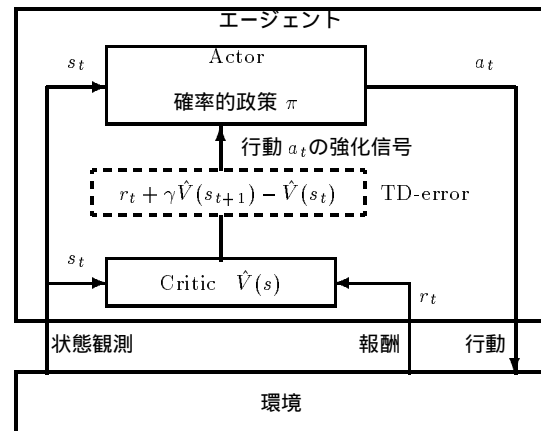 エージェント
Actor
確率的政策 π
s_t
a_t
行動 a_tの強化信号
r_t + γV̂(s_{t+1}) − V̂(s_t)
TD-error
s_t
Critic V̂(s)
r_t
状態観測
報酬
行動
環境